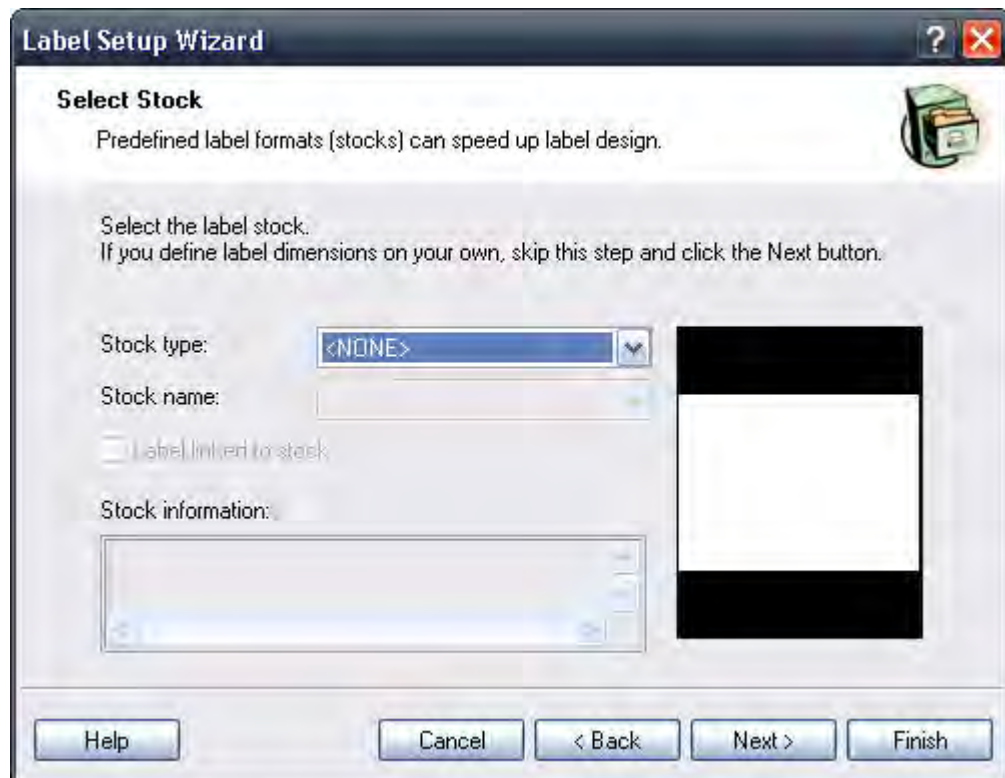 Label Setup Wizard
Select Stock
Predefined label formats (stocks) can speed up label design.
Select the label stock.
If you define label dimensions on your own, skip this step and click the Next button.
Stock type:
<NONE>
Stock name:
Label linked to stock
Stock information:
Help
Cancel
< Back
Next >
Finish